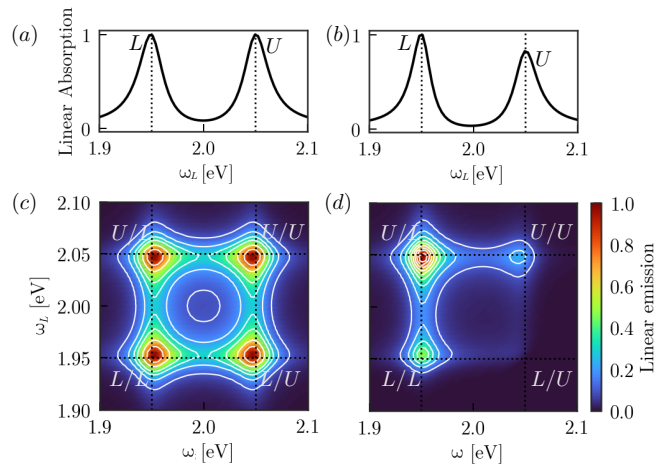 (a)
(b)
Linear Absorption
1
0
L
U
1.9
2.0
2.1
ω_L [eV]
1
0
L
U
1.9
2.0
2.1
ω_L [eV]
(c)
(d)
ω_L [eV]
2.10
2.05
2.00
1.95
1.90
U/L
U/U
L/L
L/U
1.9
2.0
2.1
ω [eV]
U/L
U/U
L/L
L/U
1.9
2.0
2.1
ω [eV]
1.0
0.8
0.6
0.4
0.2
0.0
Linear emission